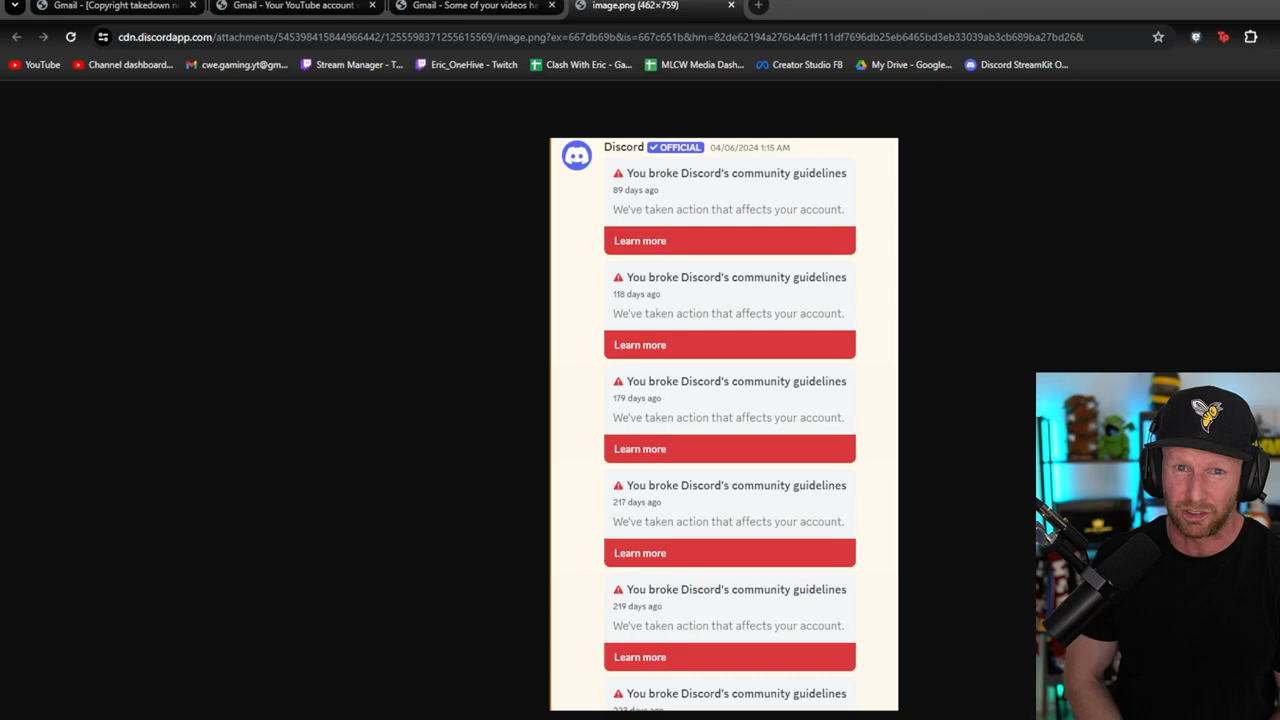 Gmail - [Copyright takedown n
Gmail - Your YouTube account
Gmail - Some of your videos ha
image.png (462×759)
cdn.discordapp.com/attachments/545398415844966442/1255598371255615569/image.png?ex=667db69b&is=667c651b&hm=82de62194a276b44cff111df7696db25eb6465bd3eb33039ab3cb689ba27bd268&
YouTube
Channel dashboard...
cwe.gaming.yt@gm...
Stream Manager - T...
Eric_OneHive - Twitch
Clash With Eric - Ga...
MLCW Media Dash...
Creator Studio FB
My Drive - Google...
Discord StreamKit O...
Discord OFFICIAL 04/06/2024 1:15 AM
You broke Discord's community guidelines
89 days ago
We've taken action that affects your account.
Learn more
You broke Discord's community guidelines
118 days ago
We've taken action that affects your account.
Learn more
You broke Discord's community guidelines
179 days ago
We've taken action that affects your account.
Learn more
You broke Discord's community guidelines
217 days ago
We've taken action that affects your account.
Learn more
You broke Discord's community guidelines
219 days ago
We've taken action that affects your account.
Learn more
You broke Discord's community guidelines
223 days ago